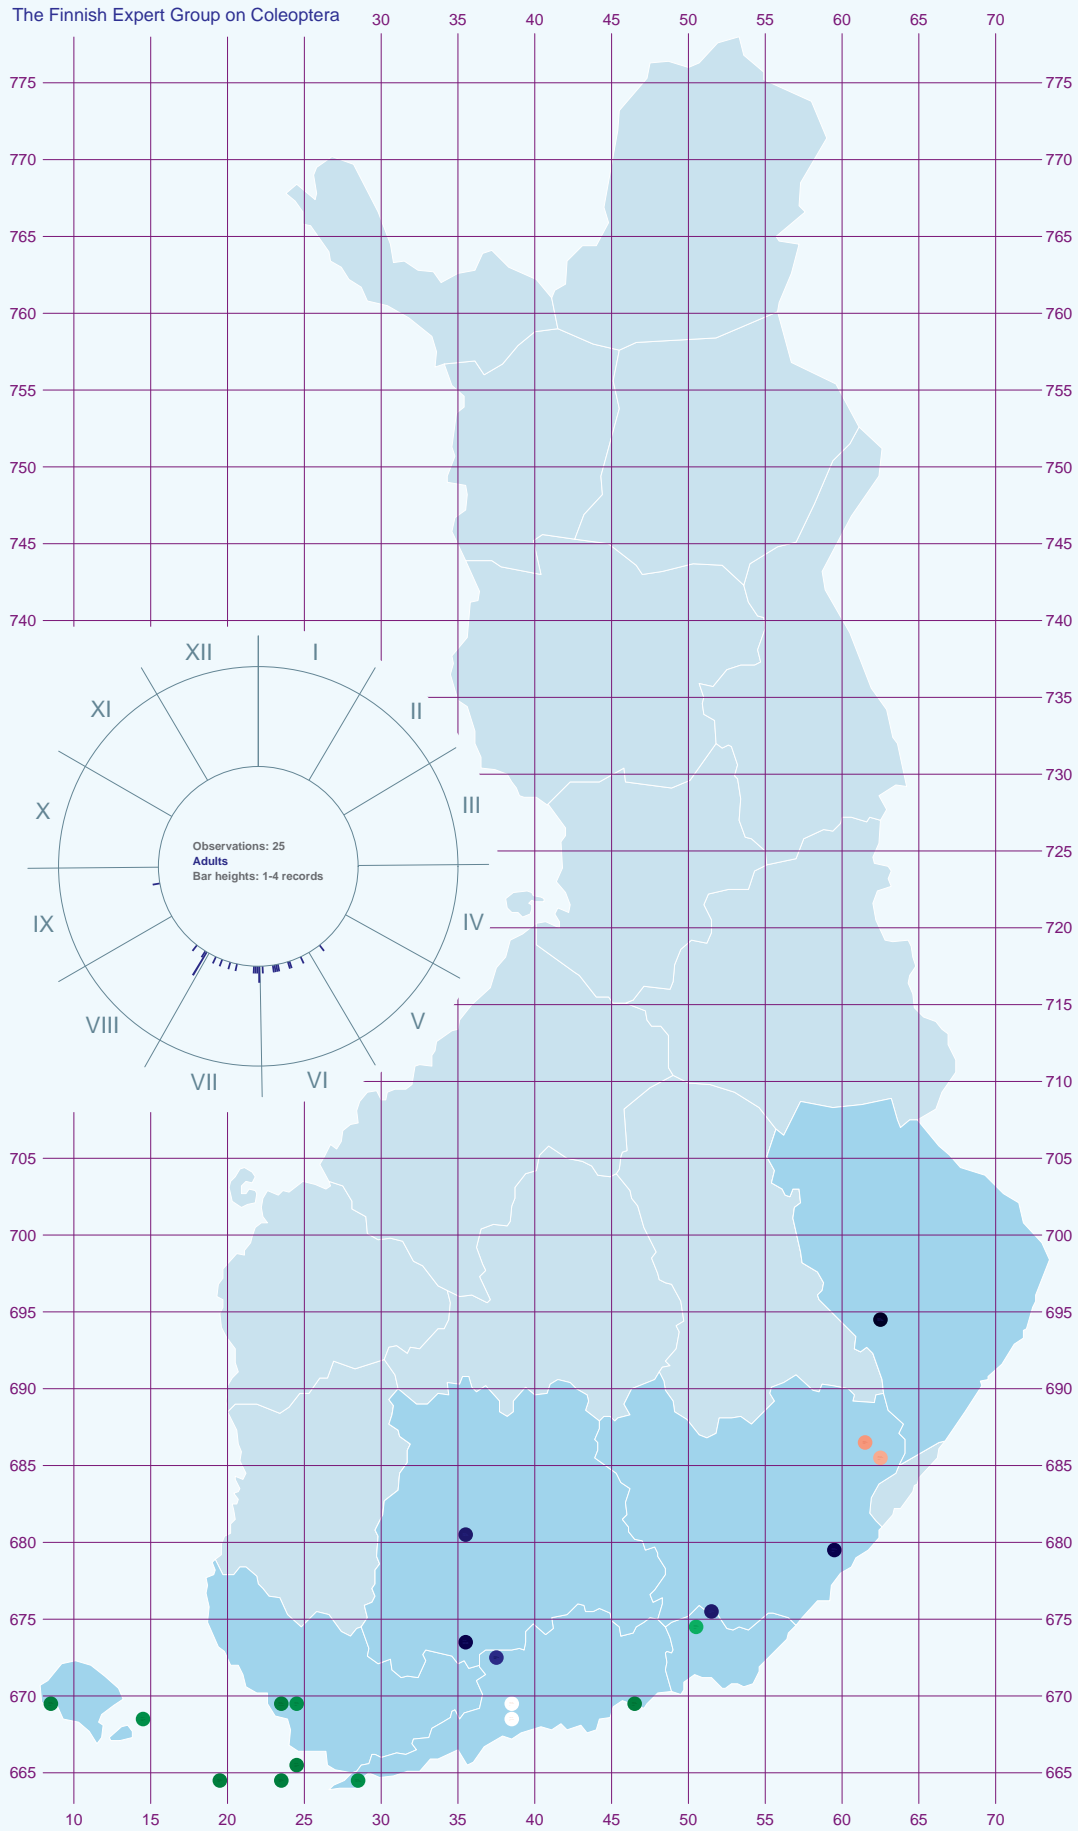 The Finnish Expert Group on Coleoptera
30 35 40 45 50 55 60 65 70
775 775
770 770
765 765
760 760
755 755
750 750
745 745
740 740
XII I
XI II
735
730
X III
725
Observations: 25
Adults
Bar heights: 1-4 records
IX IV
720
715
VIII V
VII VI
710
705 705
700 700
695 695
690 690
685 685
680 680
675 675
670 670
665 665
10 15 20 25 30 35 40 45 50 55 60 65 70